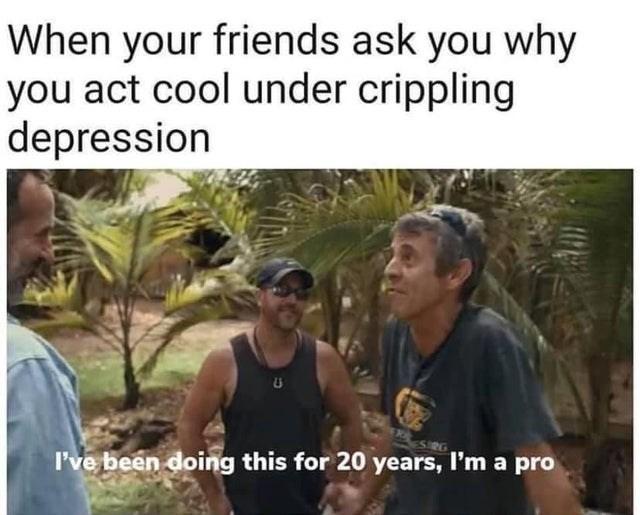 When your friends ask you why
you act cool under crippling
depression
I've been doing this for 20 years, I'm a pro